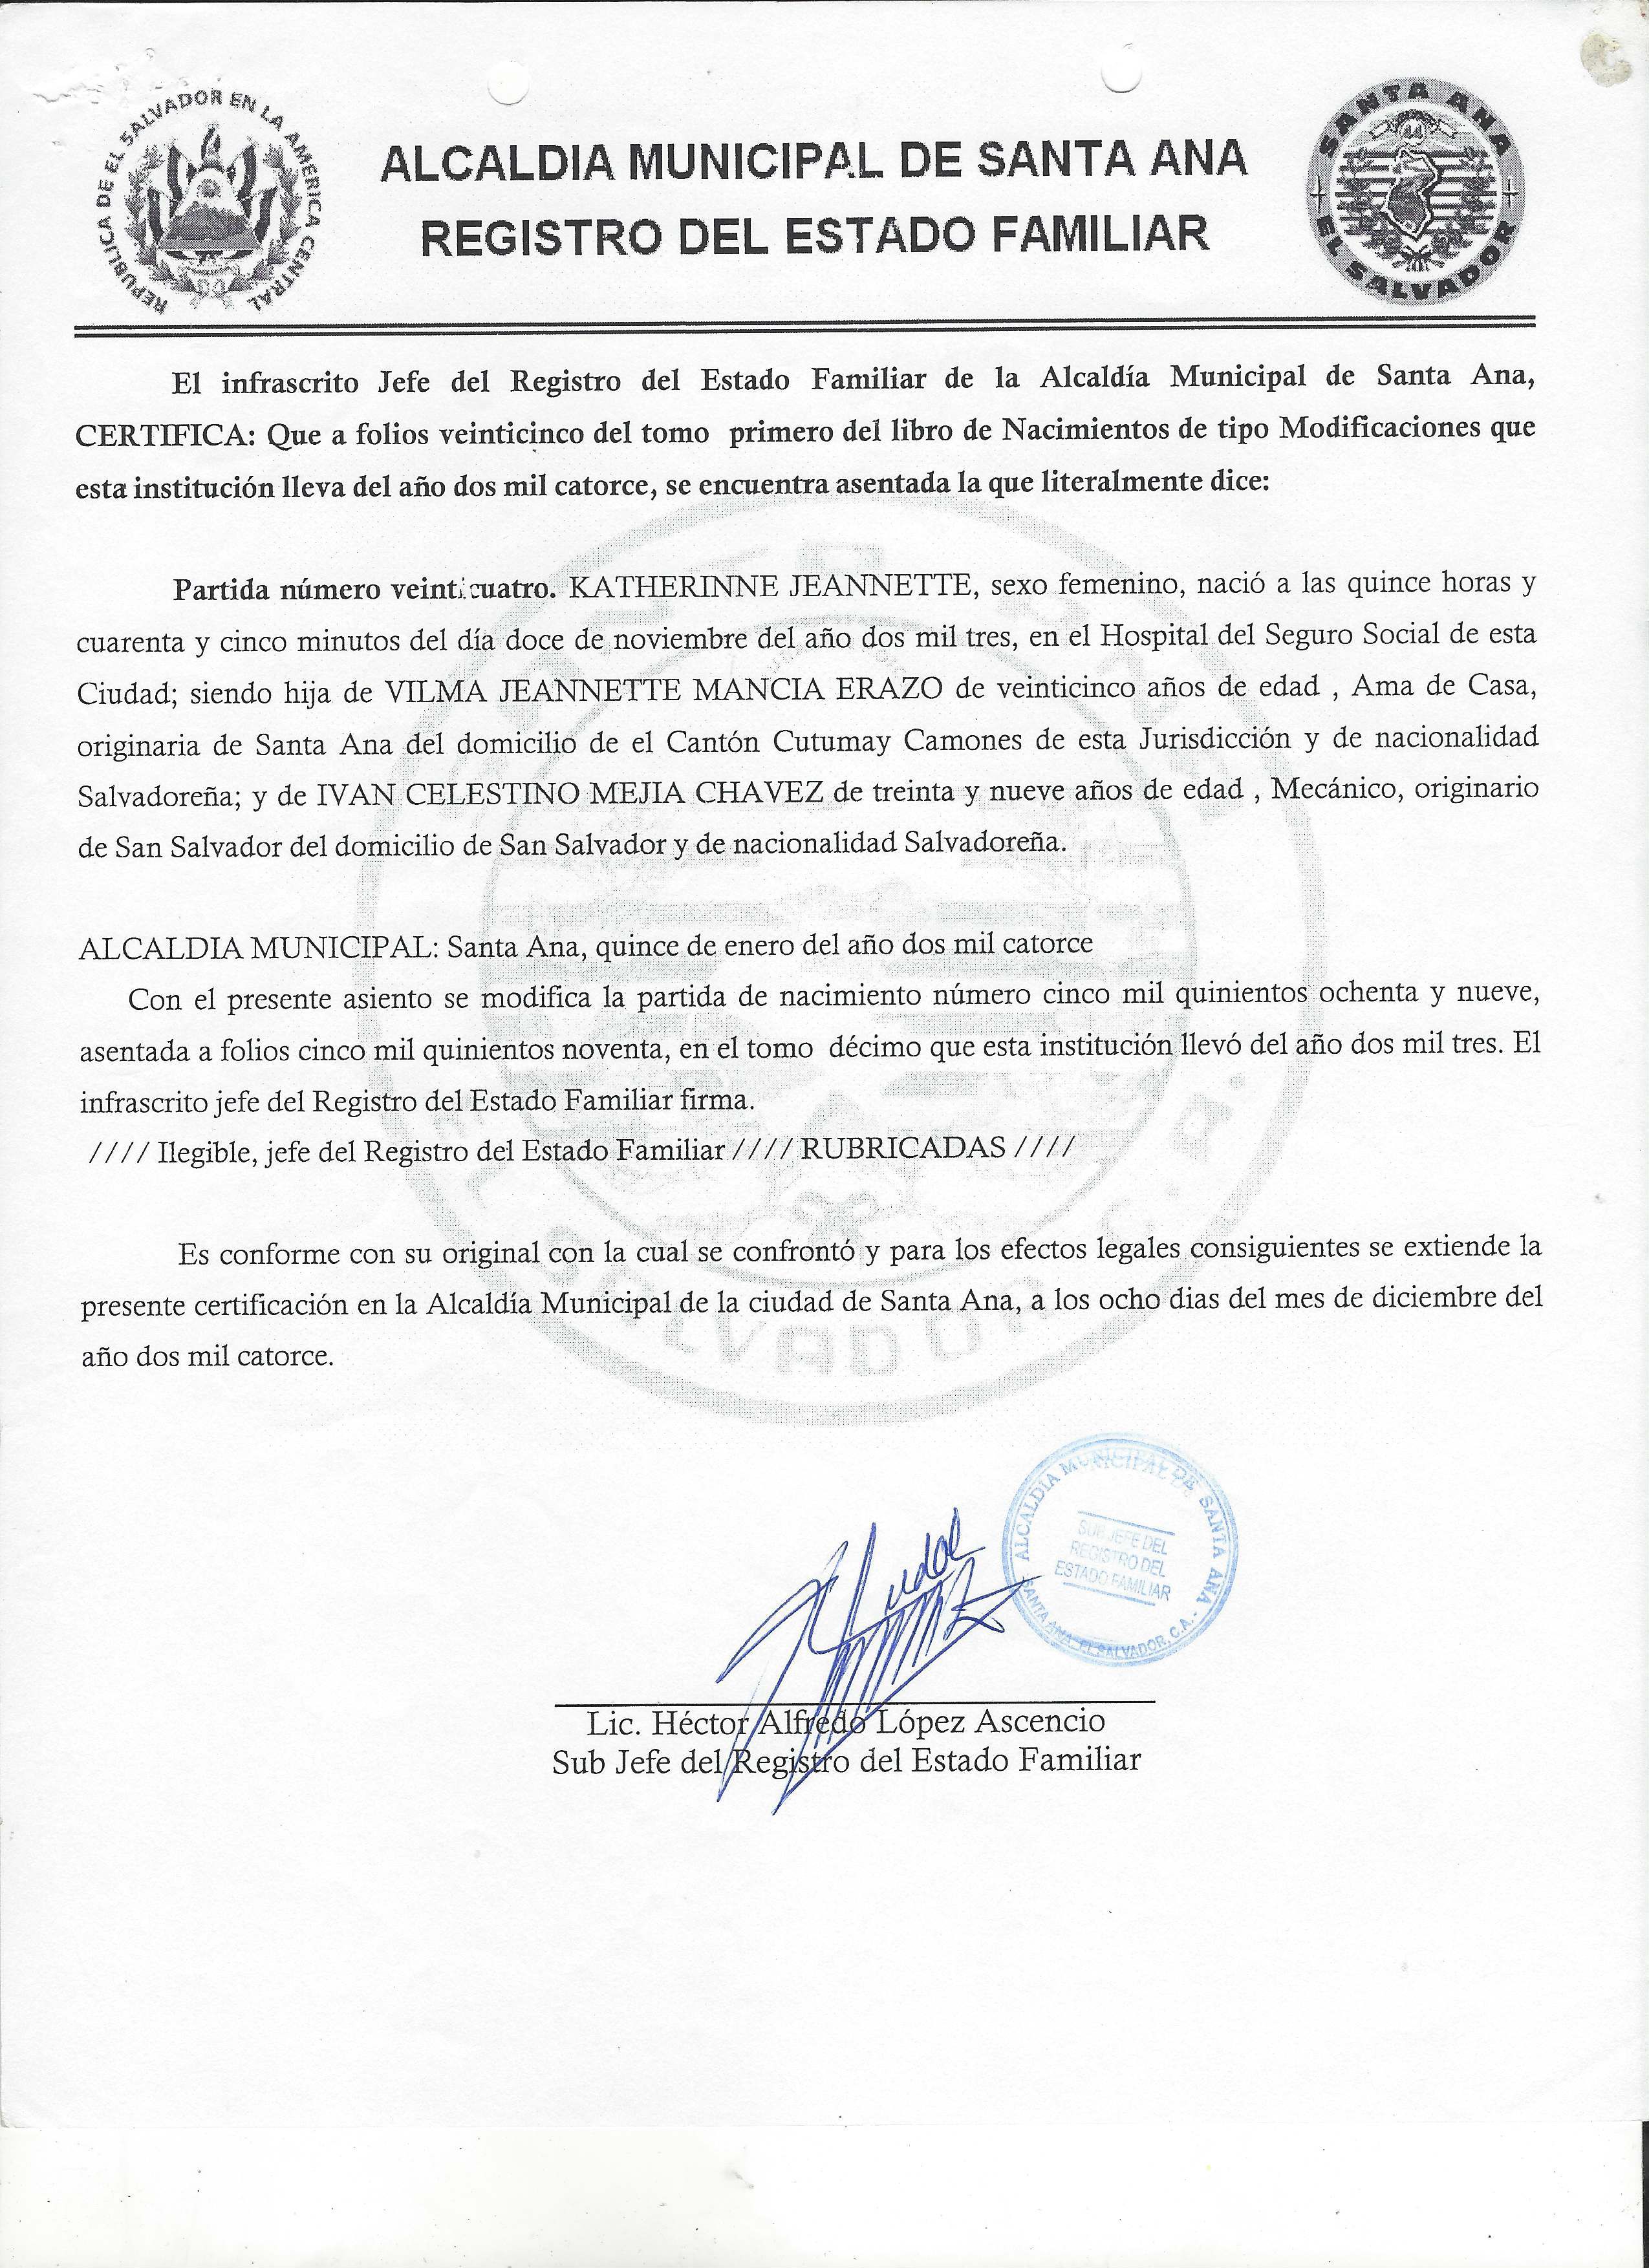 REPUBLICA DE EL SALVADOR EN LA AMERICA CENTRAL
ALCALDIA MUNICIPAL DE SANTA ANA
REGISTRO DEL ESTADO FAMILIAR
SANTA ANA
EL SALVADOR
El infrascrito Jefe del Registro del Estado Familiar de la Alcaldía Municipal de Santa Ana,
CERTIFICA: Que a folios veinticinco del tomo primero del libro de Nacimientos de tipo Modificaciones que
esta institución lleva del año dos mil catorce, se encuentra asentada la que literalmente dice:
Partida número veinticuatro. KATHERINNE JEANNETTE, sexo femenino, nació a las quince horas y
cuarenta y cinco minutos del día doce de noviembre del año dos mil tres, en el Hospital del Seguro Social de esta
Ciudad; siendo hija de VILMA JEANNETTE MANCIA ERAZO de veinticinco años de edad , Ama de Casa,
originaria de Santa Ana del domicilio de el Cantón Cutumay Camones de esta Jurisdicción y de nacionalidad
Salvadoreña; y de IVAN CELESTINO MEJIA CHAVEZ de treinta y nueve años de edad , Mecánico, originario
de San Salvador del domicilio de San Salvador y de nacionalidad Salvadoreña.
ALCALDIA MUNICIPAL: Santa Ana, quince de enero del año dos mil catorce
Con el presente asiento se modifica la partida de nacimiento número cinco mil quinientos ochenta y nueve,
asentada a folios cinco mil quinientos noventa, en el tomo décimo que esta institución llevó del año dos mil tres. El
infrascrito jefe del Registro del Estado Familiar firma.
//// Ilegible, jefe del Registro del Estado Familiar //// RUBRICADAS ////
Es conforme con su original con la cual se confrontó y para los efectos legales consiguientes se extiende la
presente certificación en la Alcaldía Municipal de la ciudad de Santa Ana, a los ocho dias del mes de diciembre del
año dos mil catorce.
ALCALDIA MUNICIPAL DE SANTA ANA -
SUB JEFE DEL
REGISTRO DEL
ESTADO FAMILIAR
SANTA ANA, EL SALVADOR, C.A.
Lic. Héctor Alfredo López Ascencio
Sub Jefe del Registro del Estado Familiar